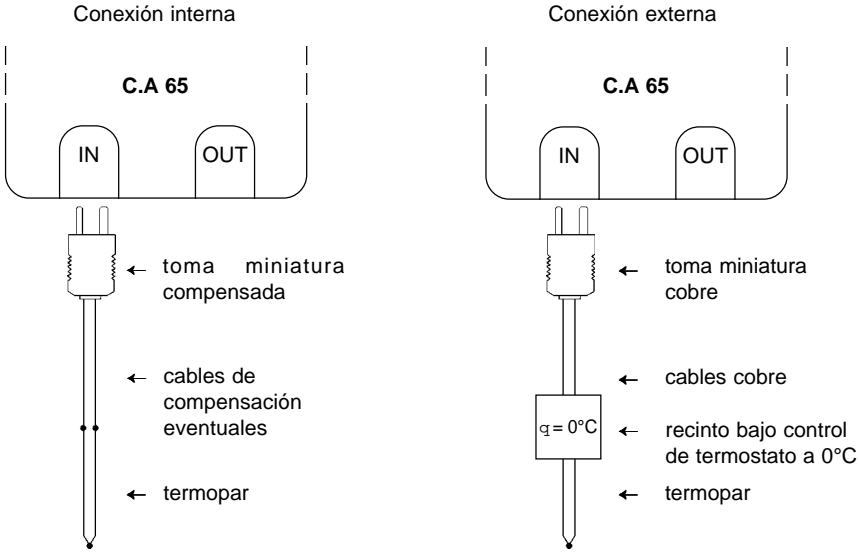 Conexión interna
C.A 65
IN
OUT
toma miniatura
compensada
cables de
compensación
eventuales
termopar
Conexión externa
C.A 65
IN
OUT
toma miniatura
cobre
cables cobre
q = 0°C
recinto bajo control
de termostato a 0°C
termopar